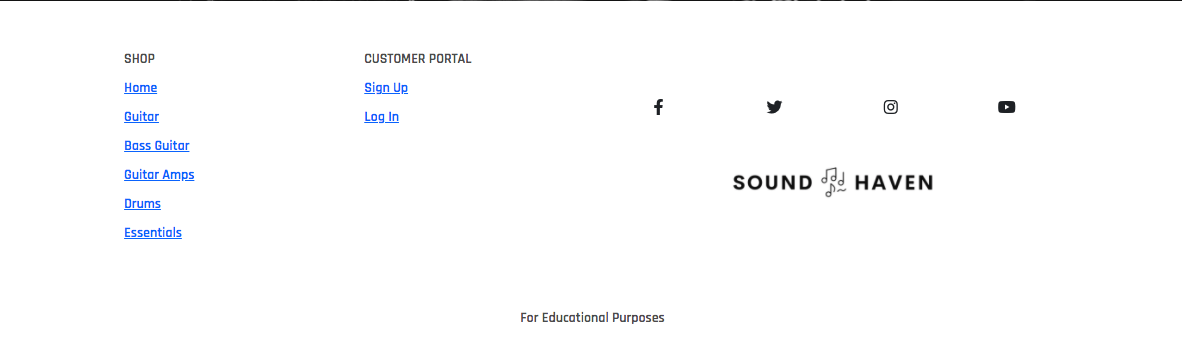 SHOP
Home
Guitar
Bass Guitar
Guitar Amps
Drums
Essentials
CUSTOMER PORTAL
Sign Up
Log In
SOUND HAVEN
For Educational Purposes